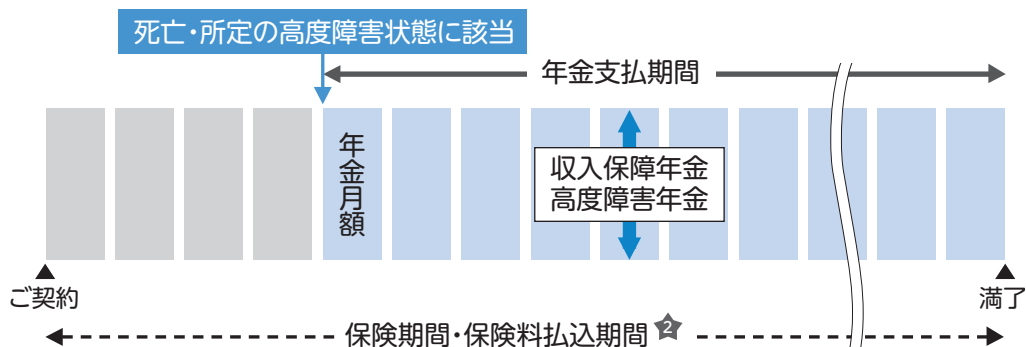 死亡・所定の高度障害状態に該当
年金支払期間
年金月額
収入保障年金
高度障害年金
ご契約
満了
保険期間・保険料払込期間 2